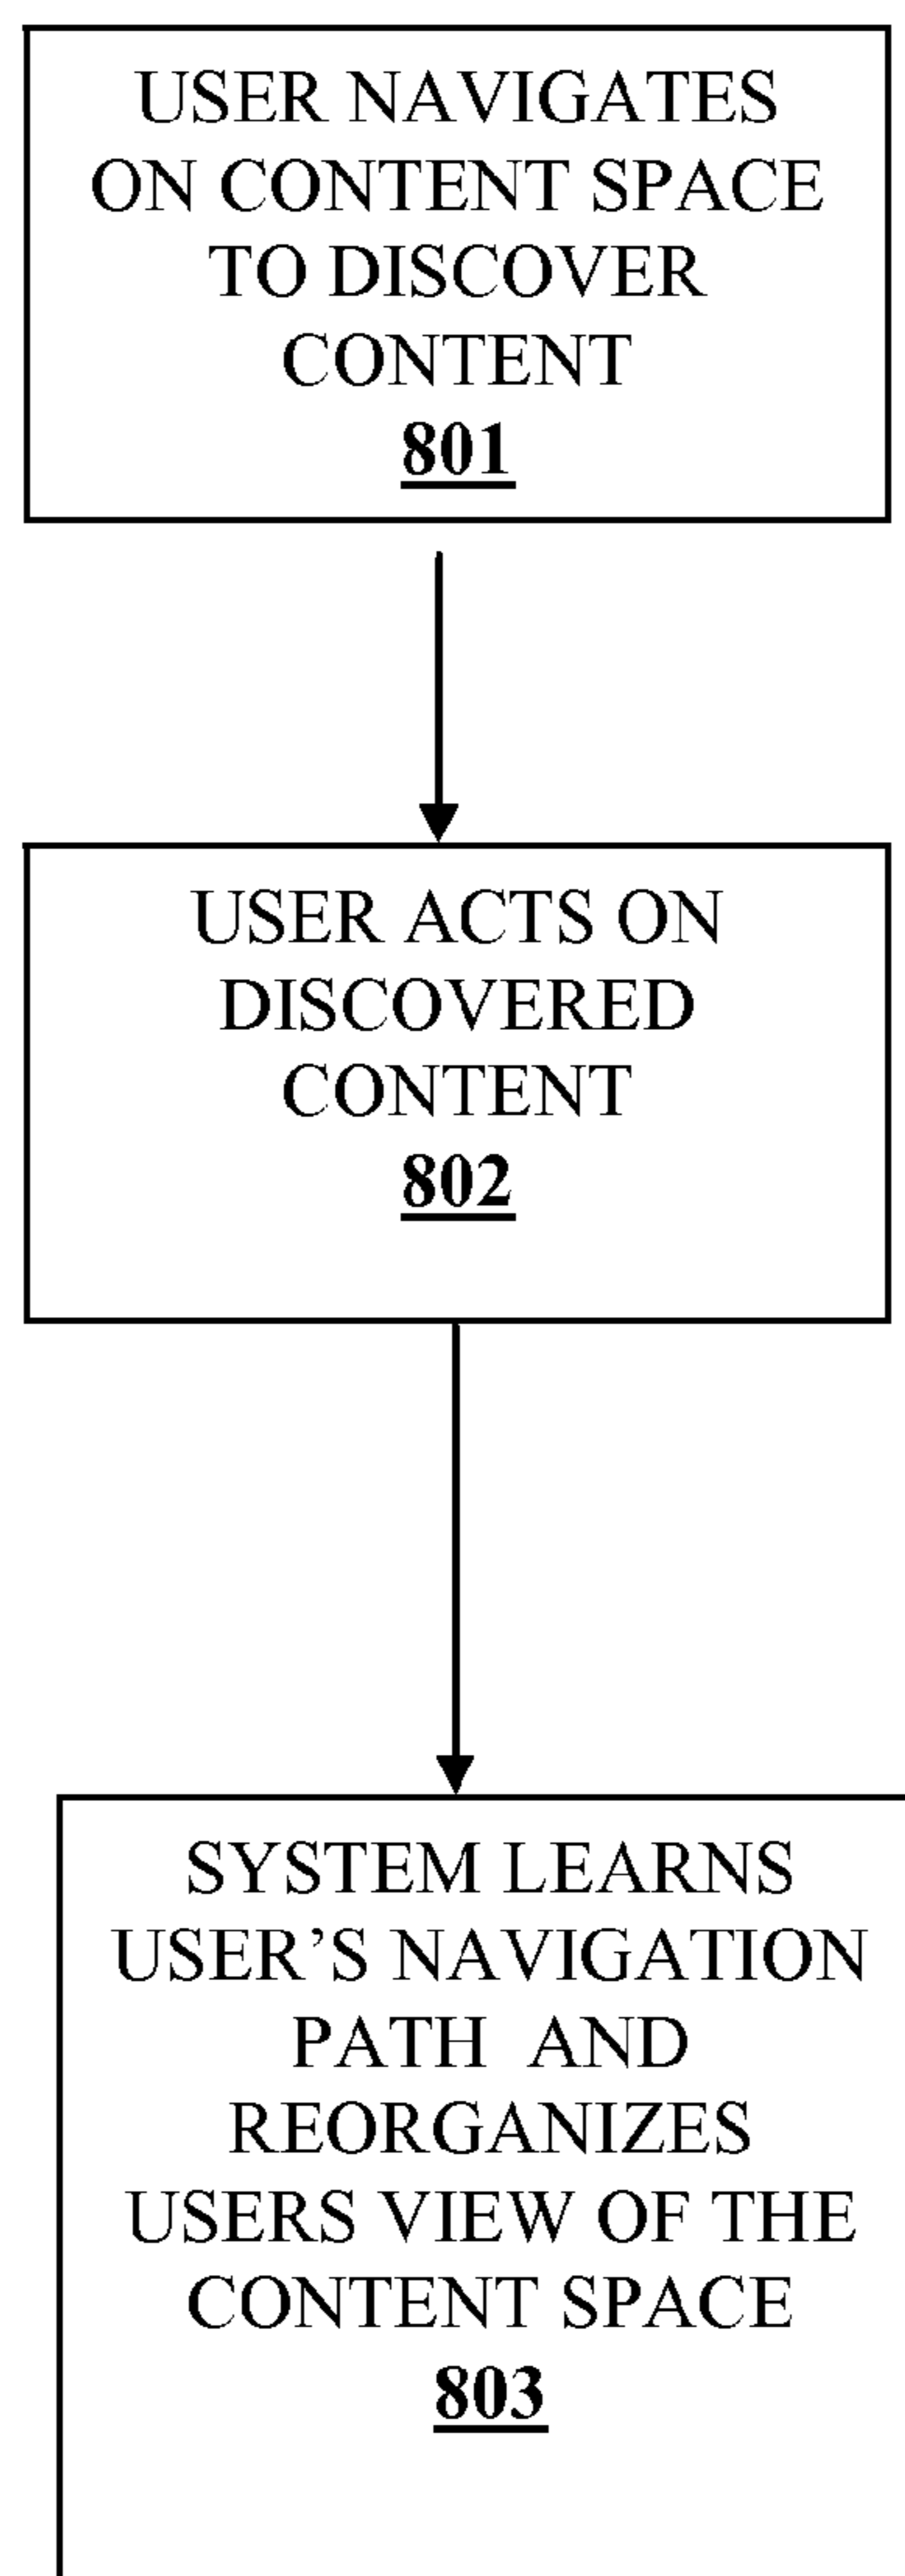 USER NAVIGATES
ON CONTENT SPACE
TO DISCOVER
CONTENT
801
USER ACTS ON
DISCOVERED
CONTENT
802
SYSTEM LEARNS
USER’S NAVIGATION
PATH AND
REORGANIZES
USERS VIEW OF THE
CONTENT SPACE
803